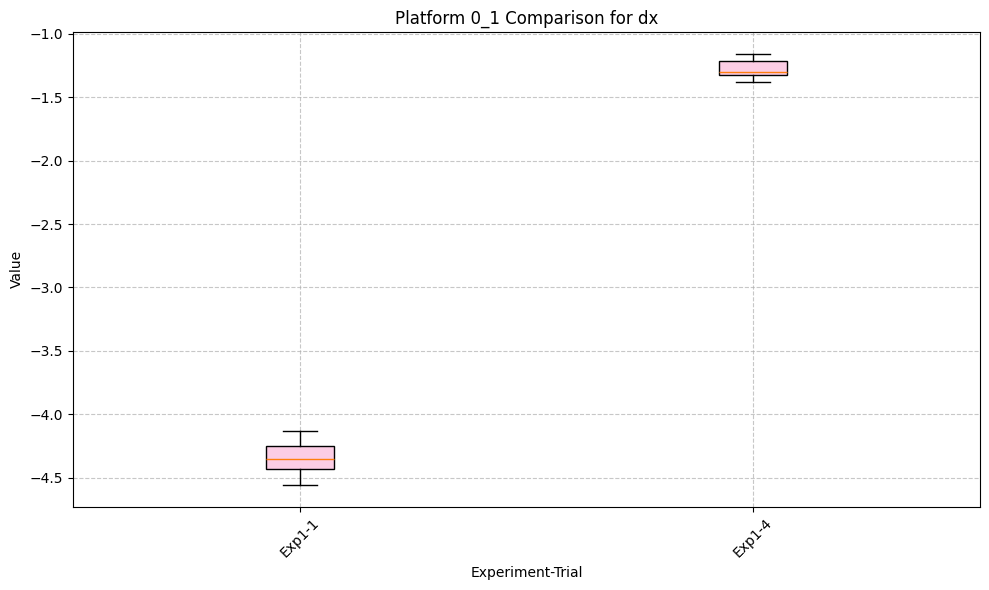 Platform 0_1 Comparison for dx
−1.0
−1.5
−2.0
−2.5
−3.0
−3.5
−4.0
−4.5
Value
Exp1-1
Exp1-4
Experiment-Trial